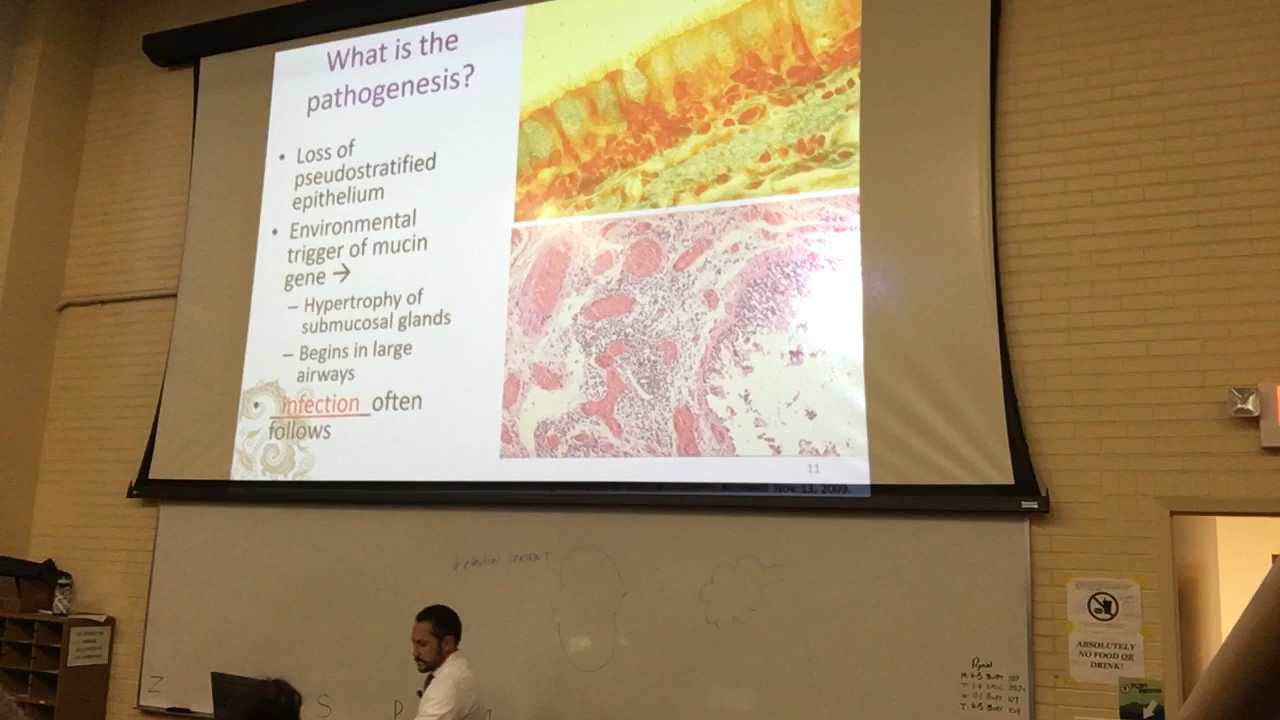 What is the
pathogenesis?
• Loss of
pseudostratified
epithelium
• Environmental
trigger of mucin
gene →
– Hypertrophy of
submucosal glands
– Begins in large
airways
• infection often
follows
11
Nov 13, 2009.
Z
S
P
ABSOLUTELY
NO FOOD OR
DRINK!